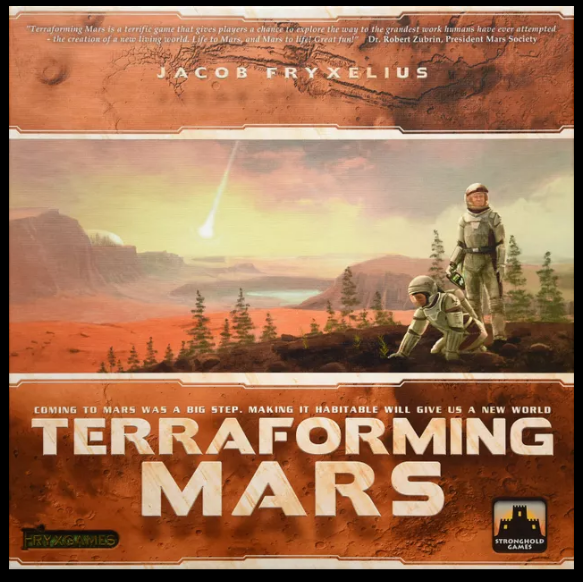 "Terraforming Mars is a terrific game that gives players a chance to explore the way to the grandest work humans have ever attempted
- the creation of a new living world. Life to Mars, and Mars to life! Great fun!" Dr. Robert Zubrin, President Mars Society
JACOB FRYXELIUS
COMING TO MARS WAS A BIG STEP. MAKING IT HABITABLE WILL GIVE US A NEW WORLD
TERRAFORMING
MARS
FRYXGAMES
STRONGHOLD
GAMES